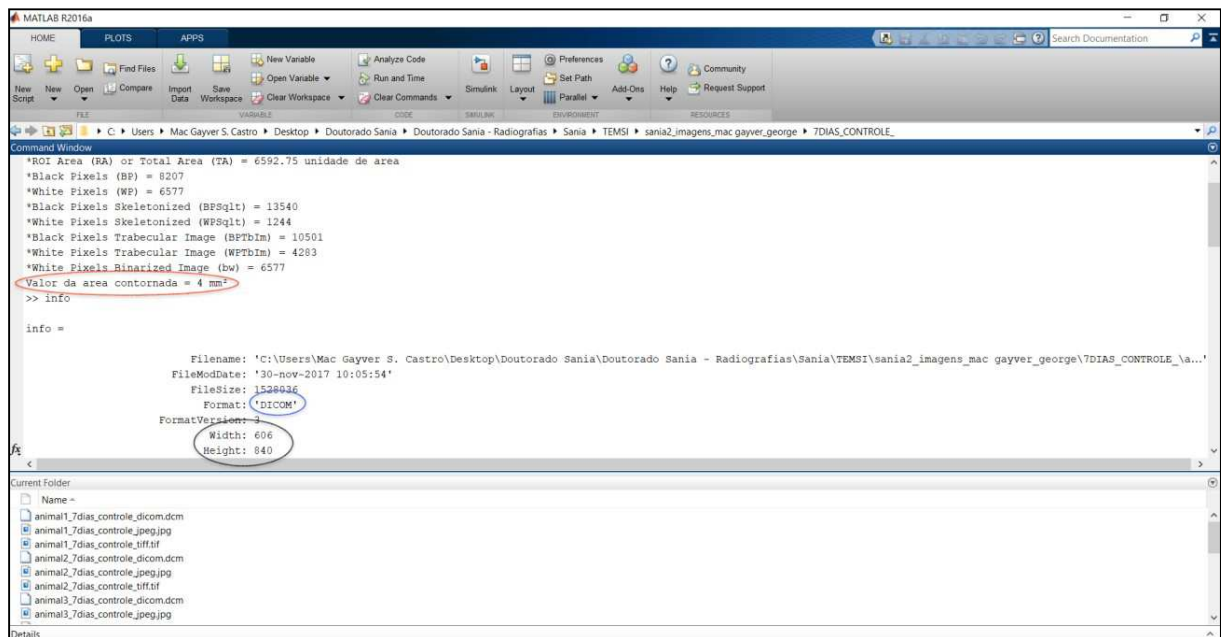 MATLAB R2016a
HOME PLOTS APPS
Search Documentation
New Script
New
Open
Find Files
Compare
Import Data
Save Workspace
New Variable
Open Variable
Clear Workspace
Analyze Code
Run and Time
Clear Commands
Simulink
Layout
Preferences
Set Path
Parallel
Add-Ons
Help
Community
Request Support
FILE VARIABLE CODE SIMULINK ENVIRONMENT RESOURCES
C: Users Mac Gayver S. Castro Desktop Doutorado Sania Doutorado Sania - Radiografias Sania TEMSI sania2_imagens_mac gayver_george 7DIAS_CONTROLE_
Command Window
*ROI Area (RA) or Total Area (TA) = 6592.75 unidade de area
*Black Pixels (BP) = 8207
*White Pixels (WP) = 6577
*Black Pixels Skeletonized (BPSqlt) = 13540
*White Pixels Skeletonized (WPSqlt) = 1244
*Black Pixels Trabecular Image (BPTbIm) = 10501
*White Pixels Trabecular Image (WPTbIm) = 4283
*White Pixels Binarized Image (bw) = 6577
Valor da area contornada = 4 mm²
>> info
info =
Filename: 'C:\Users\Mac Gayver S. Castro\Desktop\Doutorado Sania\Doutorado Sania - Radiografias\Sania\TEMSI\sania2_imagens_mac gayver_george\7DIAS_CONTROLE_\a...'
FileModDate: '30-nov-2017 10:05:54'
FileSize: 1528036
Format: 'DICOM'
FormatVersion: 3
Width: 606
Height: 840
fx
Current Folder
Name
animal1_7dias_controle_dicom.dcm
animal1_7dias_controle_jpeg.jpg
animal1_7dias_controle_tiff.tif
animal2_7dias_controle_dicom.dcm
animal2_7dias_controle_jpeg.jpg
animal2_7dias_controle_tiff.tif
animal3_7dias_controle_dicom.dcm
animal3_7dias_controle_jpeg.jpg
Details